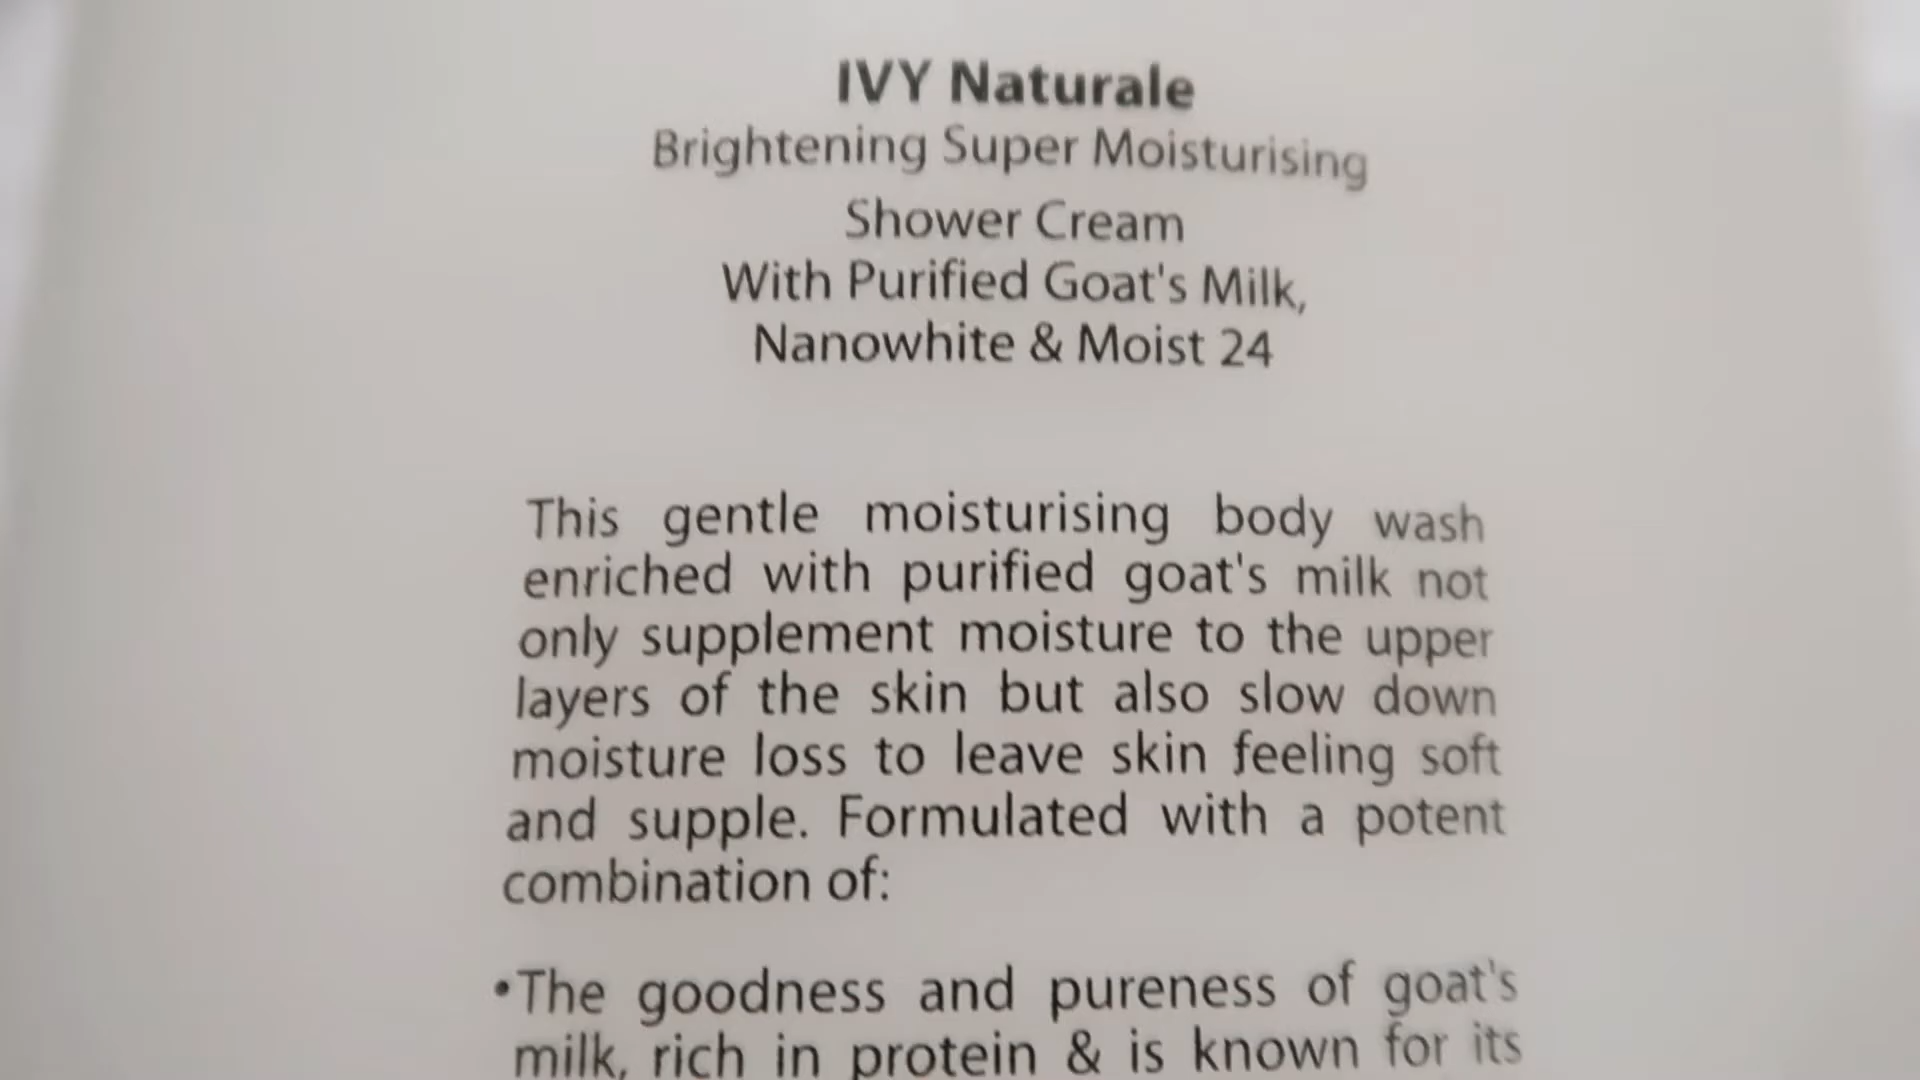 IVY Naturale
Brightening Super Moisturising
Shower Cream
With Purified Goat's Milk,
Nanowhite & Moist 24
This gentle moisturising body wash
enriched with purified goat's milk not
only supplement moisture to the upper
layers of the skin but also slow down
moisture loss to leave skin feeling soft
and supple. Formulated with a potent
combination of:
•The goodness and pureness of goat's
milk, rich in protein & is known for its